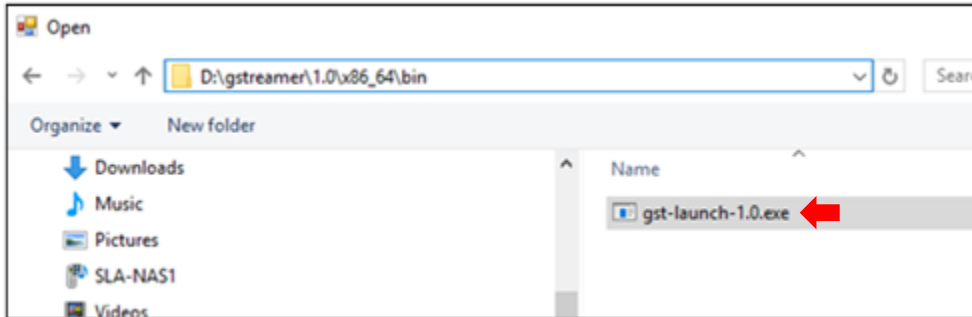 Open
D:\gstreamer\1.0\x86_64\bin
Sear
Organize
New folder
Downloads
Music
Pictures
SLA-NAS1
Videos
Name
gst-launch-1.0.exe